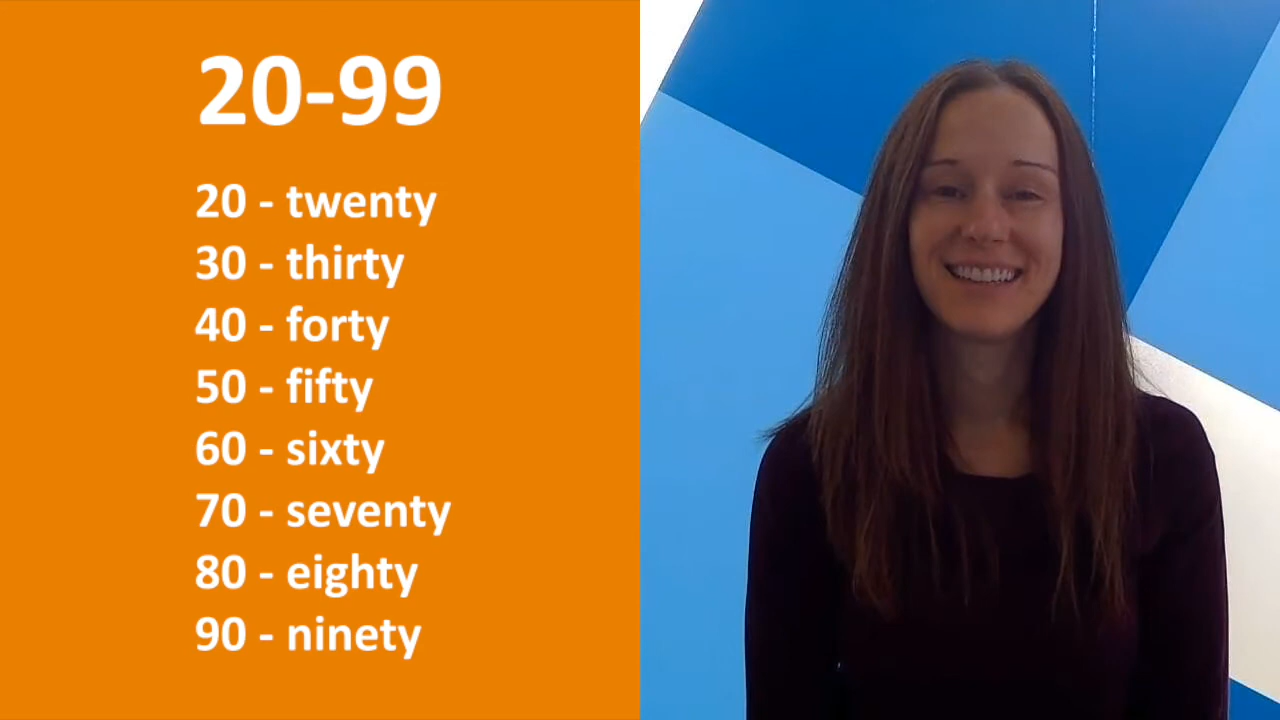 20-99
20 - twenty
30 - thirty
40 - forty
50 - fifty
60 - sixty
70 - seventy
80 - eighty
90 - ninety